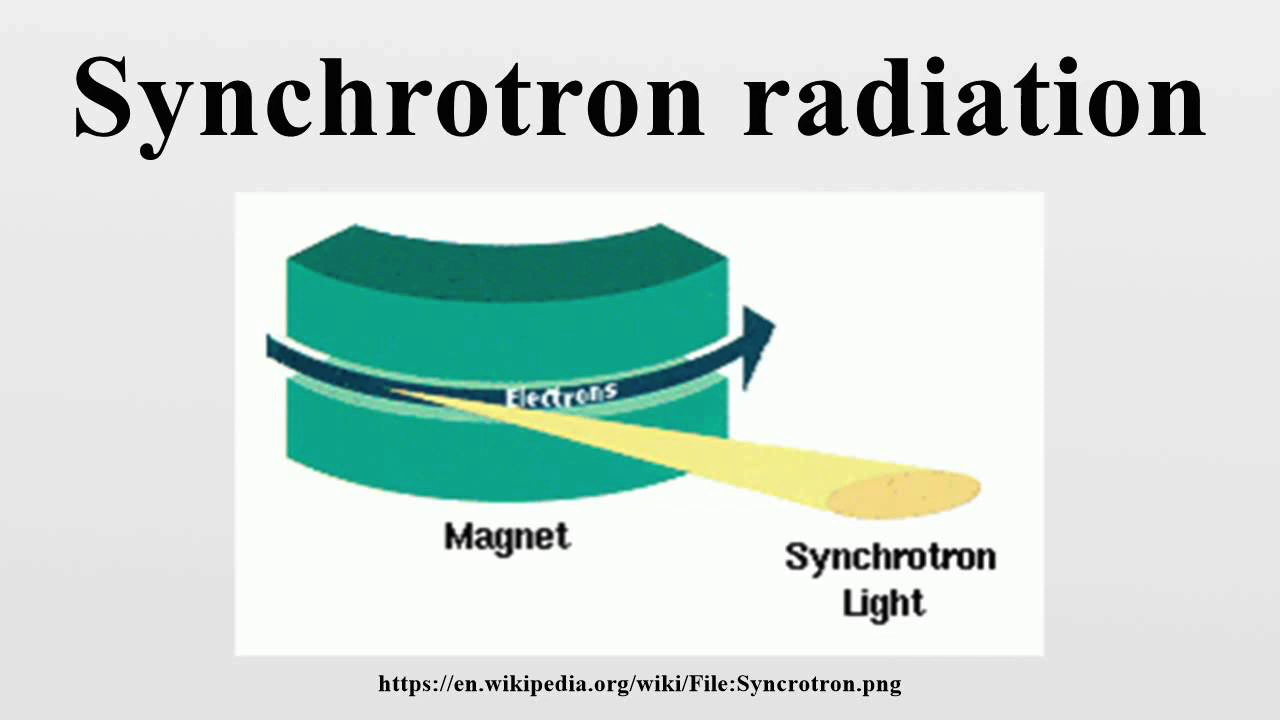 Synchrotron radiation
Electrons
Magnet
Synchrotron
Light
https://en.wikipedia.org/wiki/File:Syncrotron.png